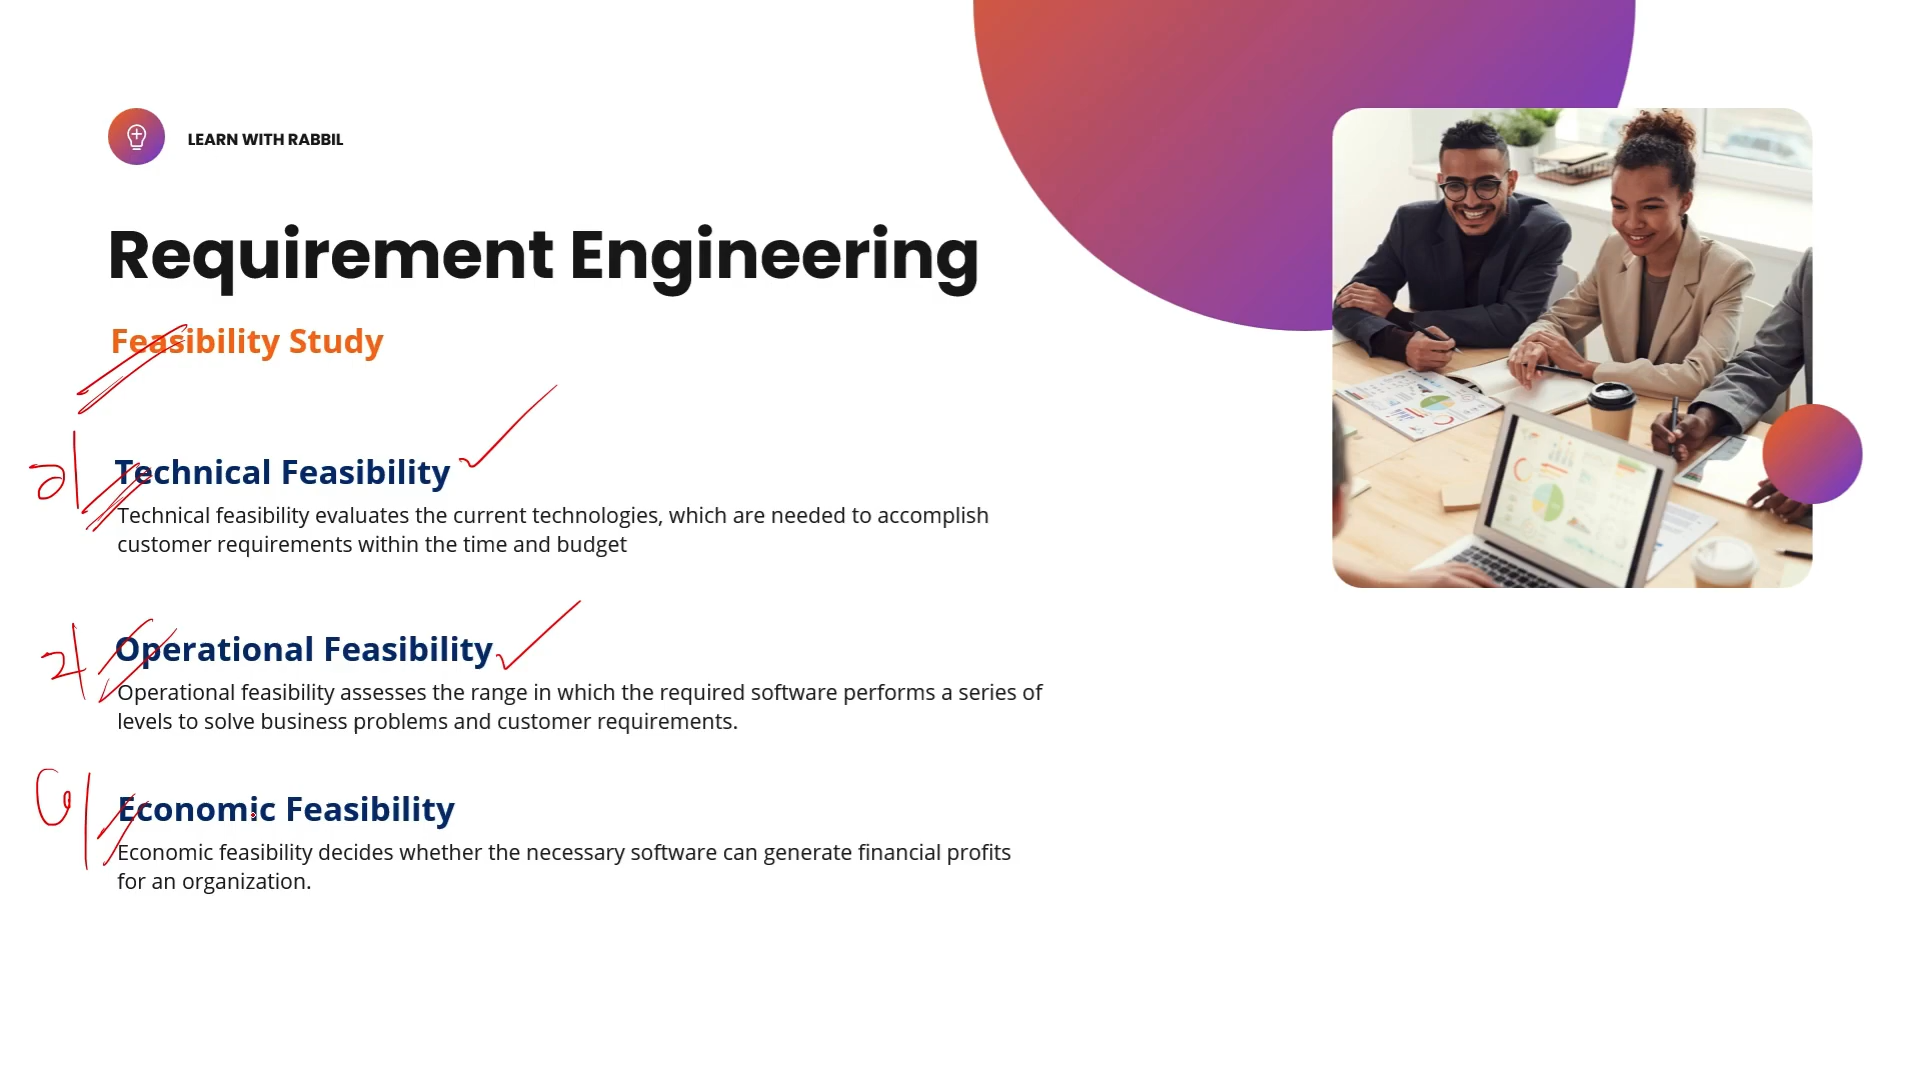 LEARN WITH RABBIL
Requirement Engineering
Feasibility Study
১|
Technical Feasibility
Technical feasibility evaluates the current technologies, which are needed to accomplish
customer requirements within the time and budget
২|
Operational Feasibility
Operational feasibility assesses the range in which the required software performs a series of
levels to solve business problems and customer requirements.
৩|
Economic Feasibility
Economic feasibility decides whether the necessary software can generate financial profits
for an organization.